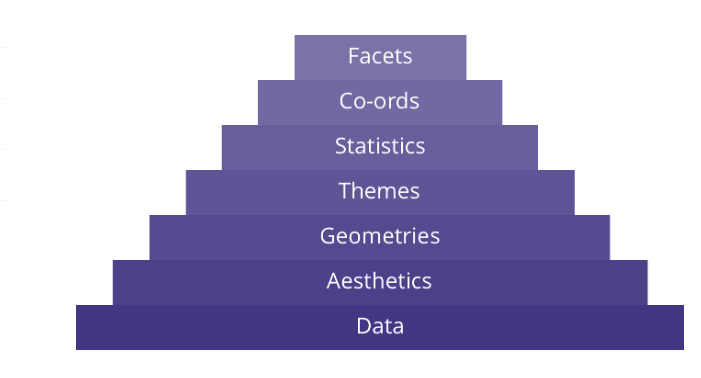 Facets
Co-ords
Statistics
Themes
Geometries
Aesthetics
Data